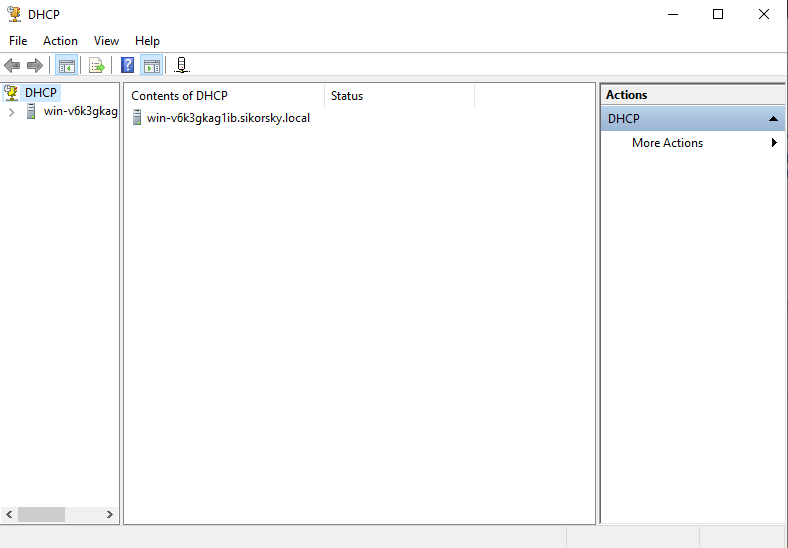 DHCP
File Action View Help
DHCP
win-v6k3gkag
Contents of DHCP Status
win-v6k3gkag1ib.sikorsky.local
Actions
DHCP
More Actions